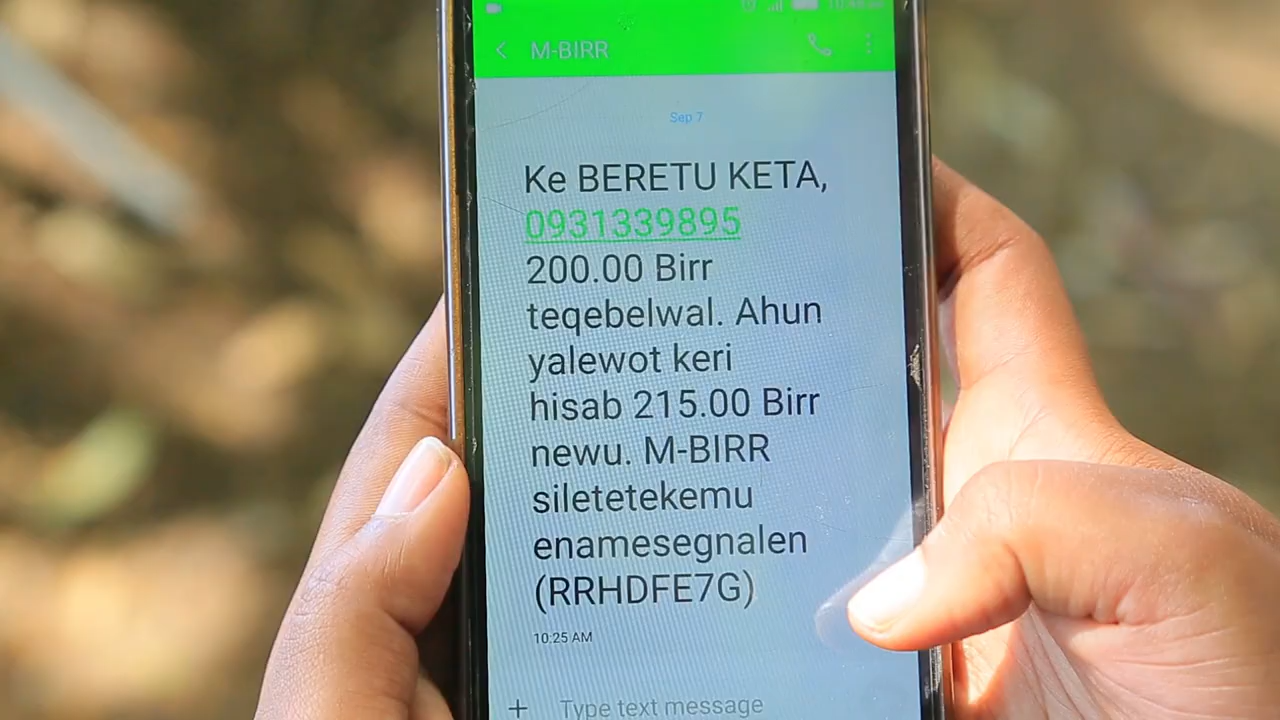 M-BIRR
Sep 7
Ke BERETU KETA,
0931339895
200.00 Birr
teqebelwal. Ahun
yalewot keri
hisab 215.00 Birr
newu. M-BIRR
siletetekemu
enamesegnalen
(RRHDFE7G)
10:25 AM
+ Type text message